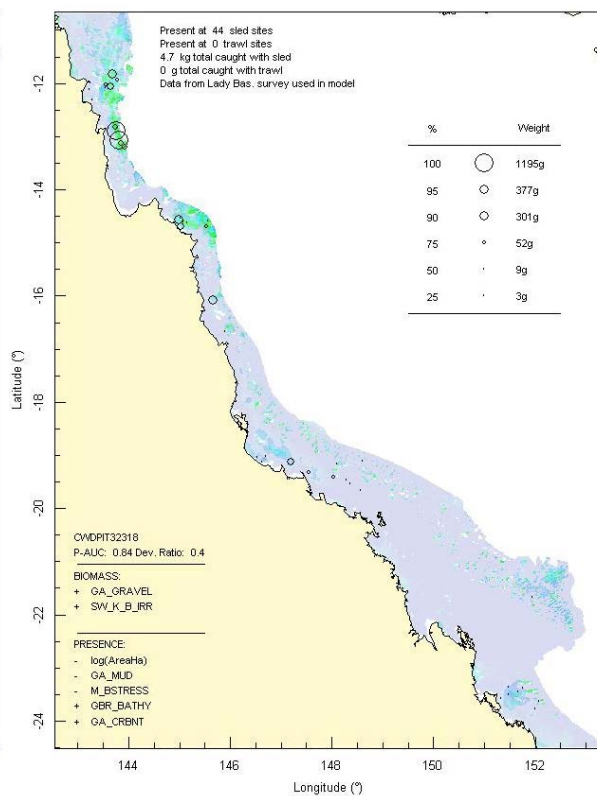 Present at 44 sled sites
Present at 0 trawl sites
4.7 kg total caught with sled
0 g total caught with trawl
Data from Lady Bas. survey used in model
% Weight
100 1195g
95 377g
90 301g
75 52g
50 9g
25 3g
-12
-14
-16
-18
-20
-22
-24
Latitude (°)
CWDPIT32318
P-AUC: 0.84 Dev. Ratio: 0.4
BIOMASS:
+ GA_GRAVEL
+ SW_K_B_IRR
PRESENCE:
- log(AreaHa)
- GA_MUD
- M_BSTRESS
+ GBR_BATHY
+ GA_CRBNT
144 146 148 150 152
Longitude (°)